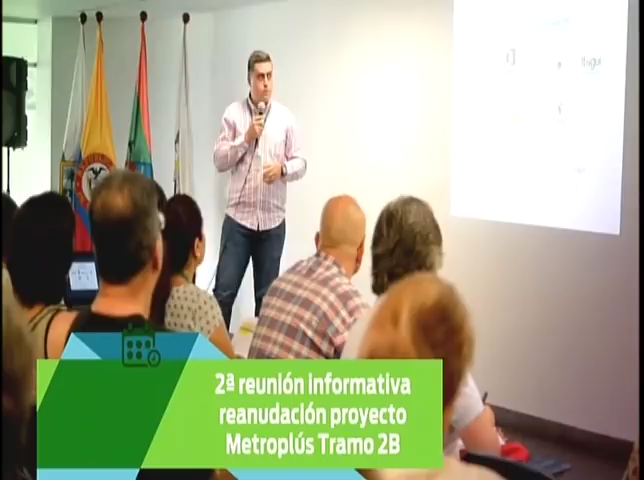 2ª reunión informativa
reanudación proyecto
Metroplús Tramo 2B